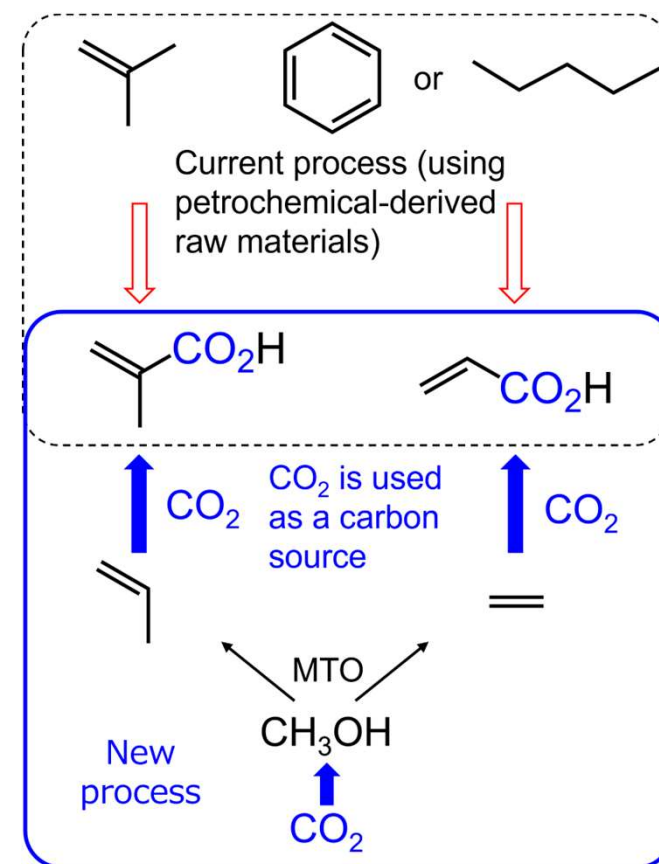 or
Current process (using
petrochemical-derived
raw materials)
CO₂H
CO₂H
CO₂
CO₂ is used
as a carbon
source
CO₂
MTO
CH₃OH
New
process
CO₂